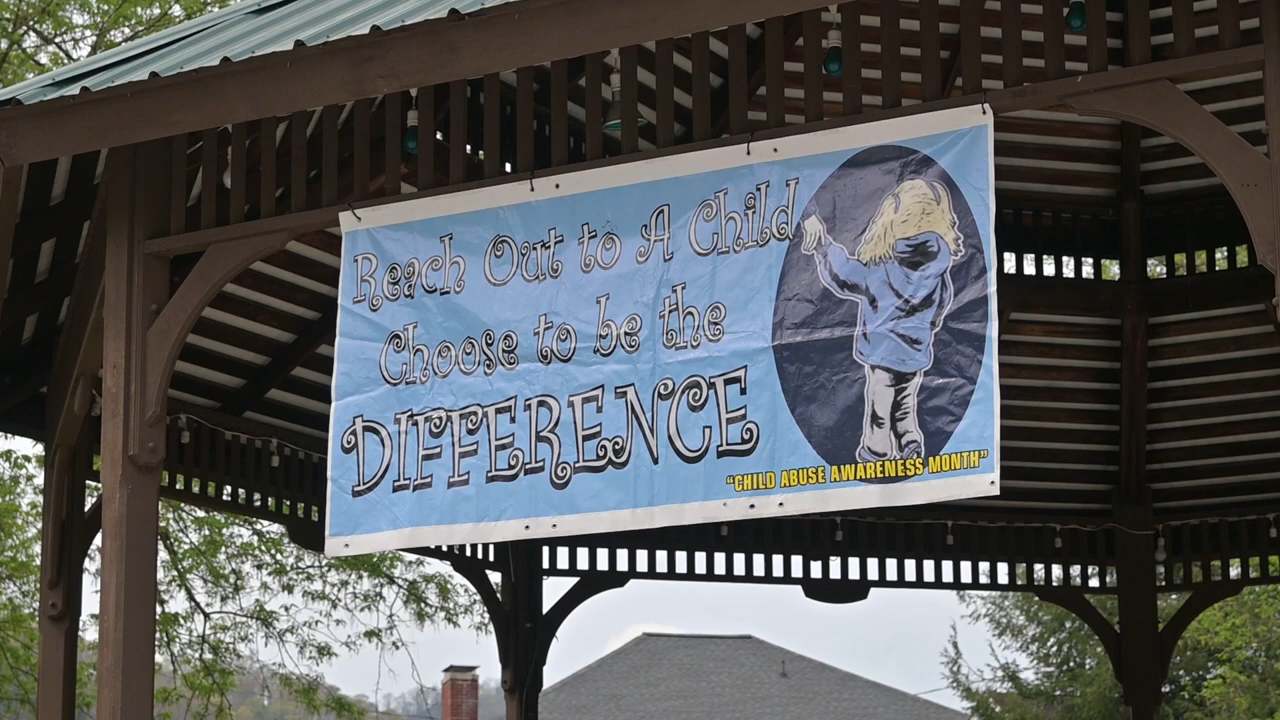 Reach Out to A Child
Choose to be the
DIFFERENCE
"CHILD ABUSE AWARENESS MONTH"